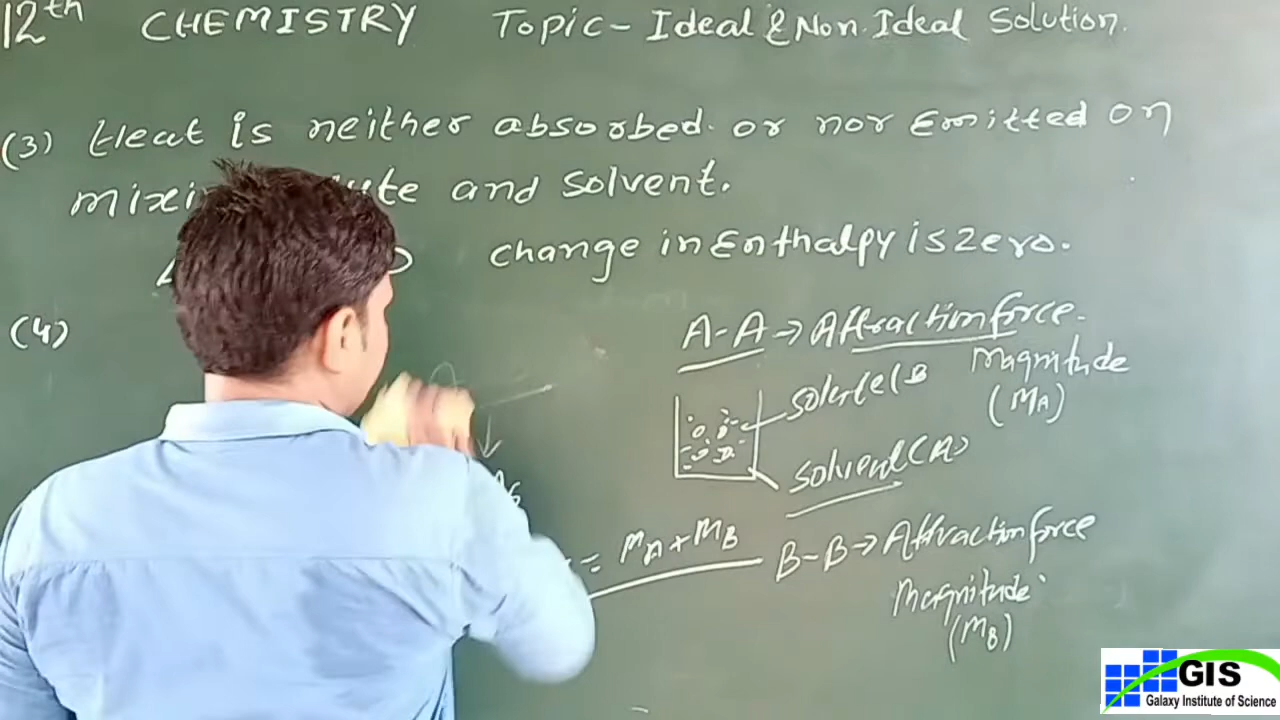 12th CHEMISTRY Topic - Ideal & Non. Ideal Solution.
(3) Heat is neither absorbed. or nor Emitted on
and Solvent.
change in Enthalpy is Zero.
(4)
A-A → Attraction force.
Magnitude
(MA)
Solute (B
Solvent (A)
= MA + MB
B-B → Attraction force
Magnitude
(MB)
GIS
Galaxy Institute of Science